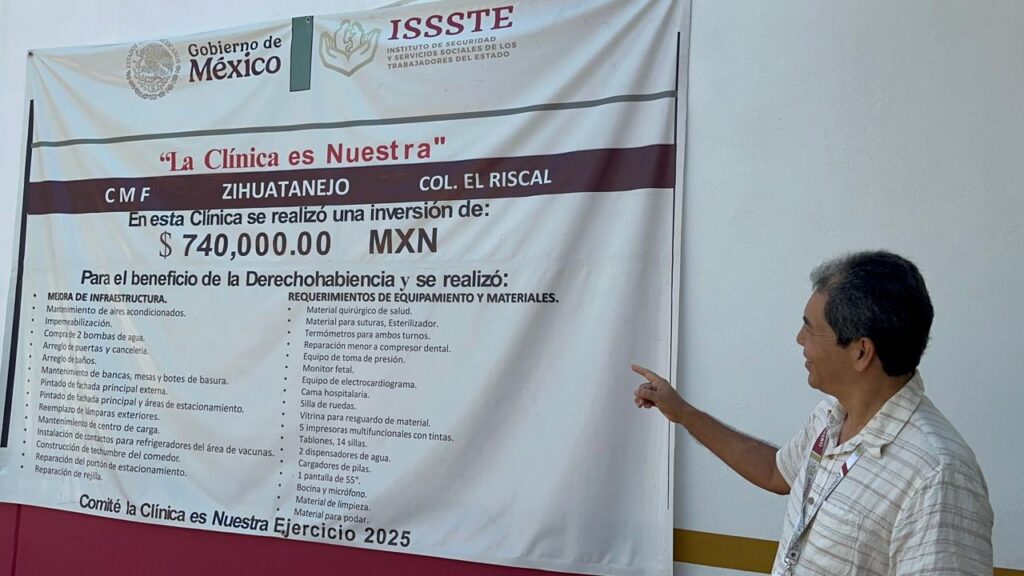 Gobierno de
México
ISSSTE
INSTITUTO DE SEGURIDAD
Y SERVICIOS SOCIALES DE LOS
TRABAJADORES DEL ESTADO
"La Clínica es Nuestra"
C M F ZIHUATANEJO COL. EL RISCAL
En esta Clínica se realizó una inversión de:
$ 740,000.00 MXN
Para el beneficio de la Derechohabiencia y se realizó:
MEJORA DE INFRAESTRUCTURA.
Mantenimiento de aires acondicionados.
Impermeabilización.
Compra de 2 bombas de agua.
Arreglo de puertas y cancelería.
Arreglo de baños.
Mantenimiento de bancas, mesas y botes de basura.
Pintado de fachada principal externa.
Pintado de fachada principal y áreas de estacionamiento.
Reemplazo de lámparas exteriores.
Mantenimiento de centro de carga.
Instalación de contactos para refrigeradores del área de vacunas.
Construcción de techumbre del comedor.
Reparación del portón de estacionamiento.
Reparación de rejilla.
REQUERIMIENTOS DE EQUIPAMIENTO Y MATERIALES.
Material quirúrgico de salud.
Material para suturas, Esterilizador.
Termómetros para ambos turnos.
Reparación menor a compresor dental.
Equipo de toma de presión.
Monitor fetal.
Equipo de electrocardiograma.
Cama hospitalaria.
Silla de ruedas.
Vitrina para resguardo de material.
5 impresoras multifuncionales con tintas.
Tablones, 14 sillas.
2 dispensadores de agua.
Cargadores de pilas.
1 pantalla de 55".
Bocina y micrófono.
Material de limpieza.
Material para podar.
Comité la Clínica es Nuestra Ejercicio 2025